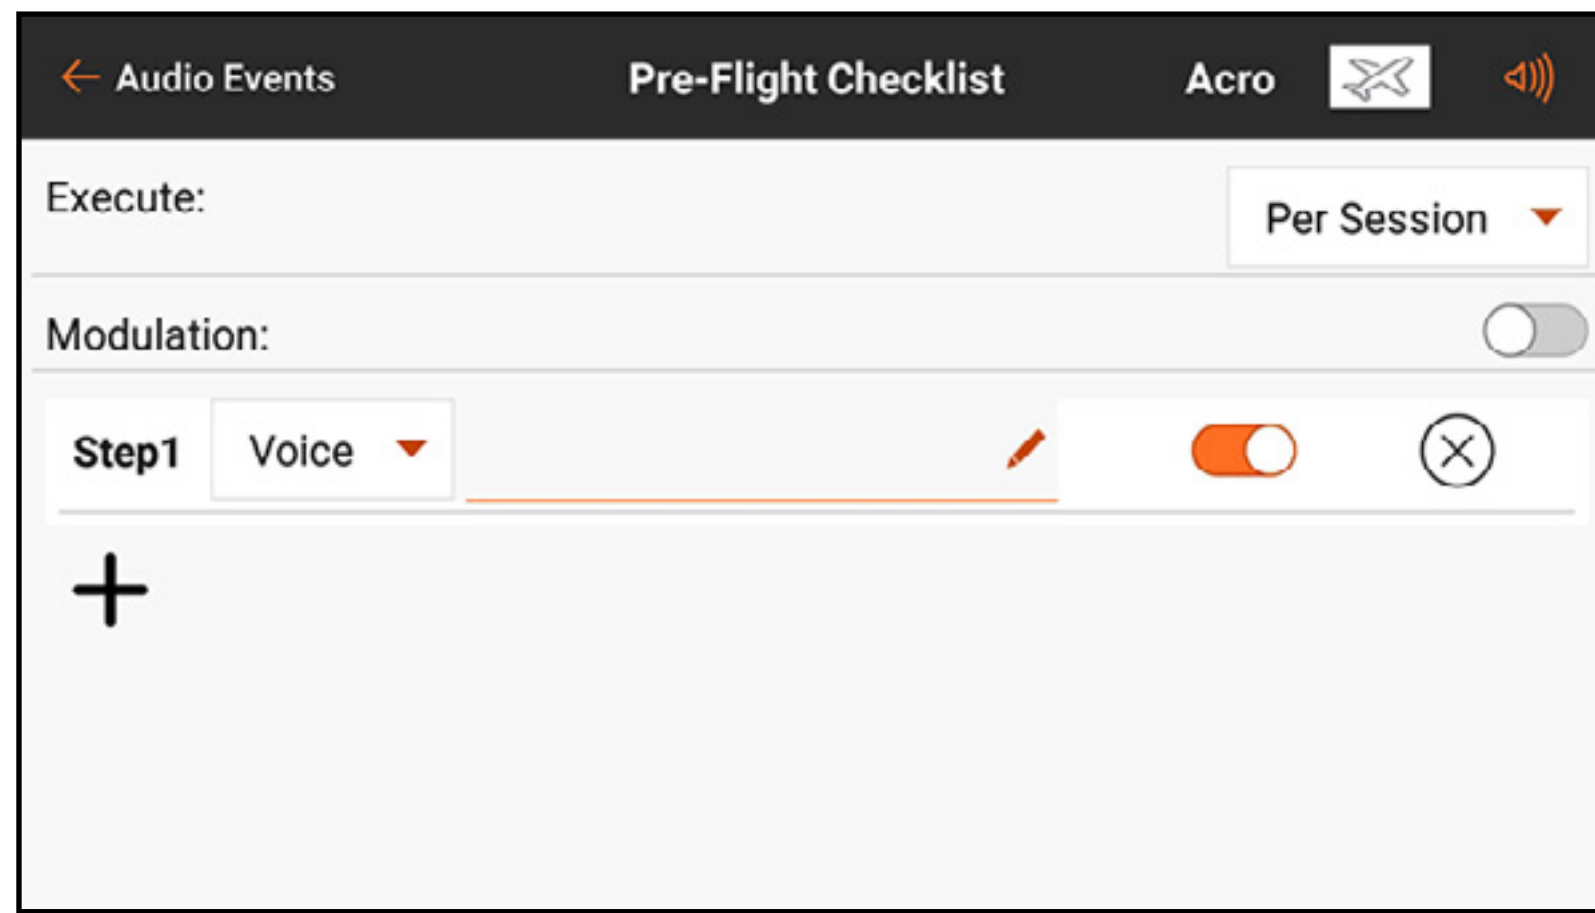 Audio Events Pre-Flight Checklist Acro
Execute: Per Session
Modulation:
Step1 Voice